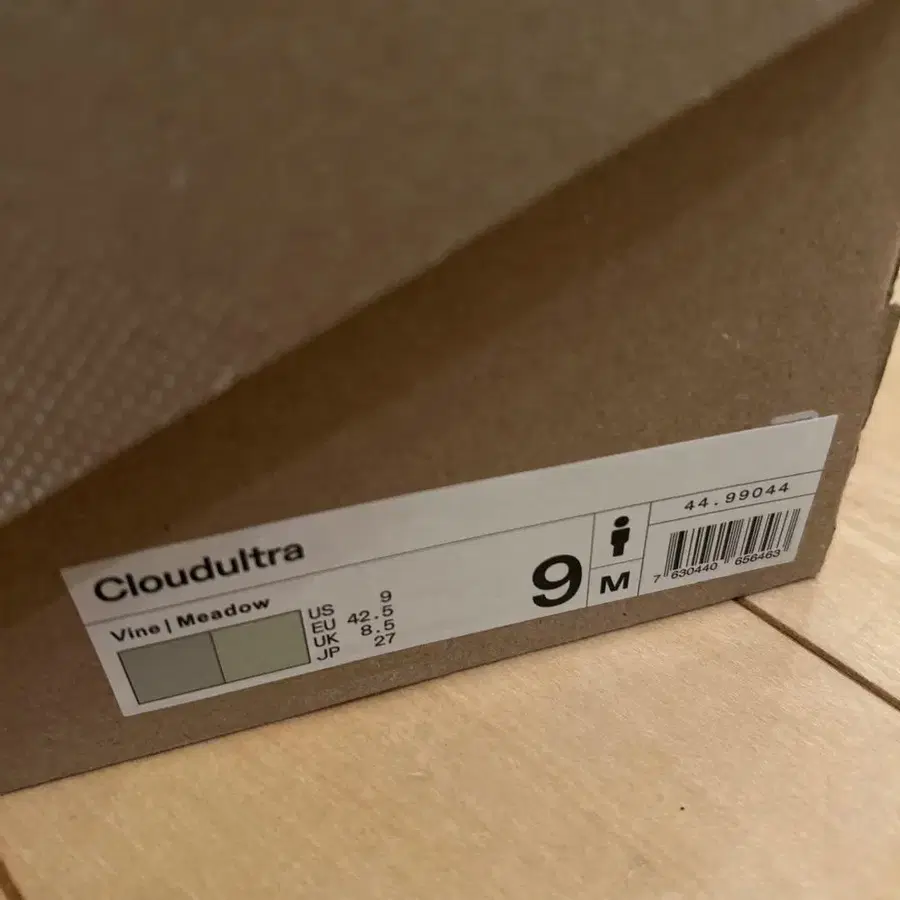 Cloudultra
Vine | Meadow
US 9
EU 42.5
UK 8.5
JP 27
9
M
44.99044
7 630440 656463